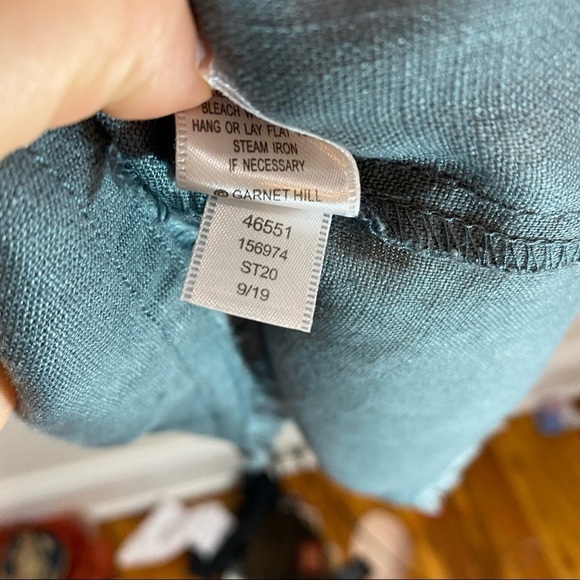 BLEACH
HANG OR LAY FLAT
STEAM IRON
IF NECESSARY
© GARNET HILL
46551
156974
ST20
9/19